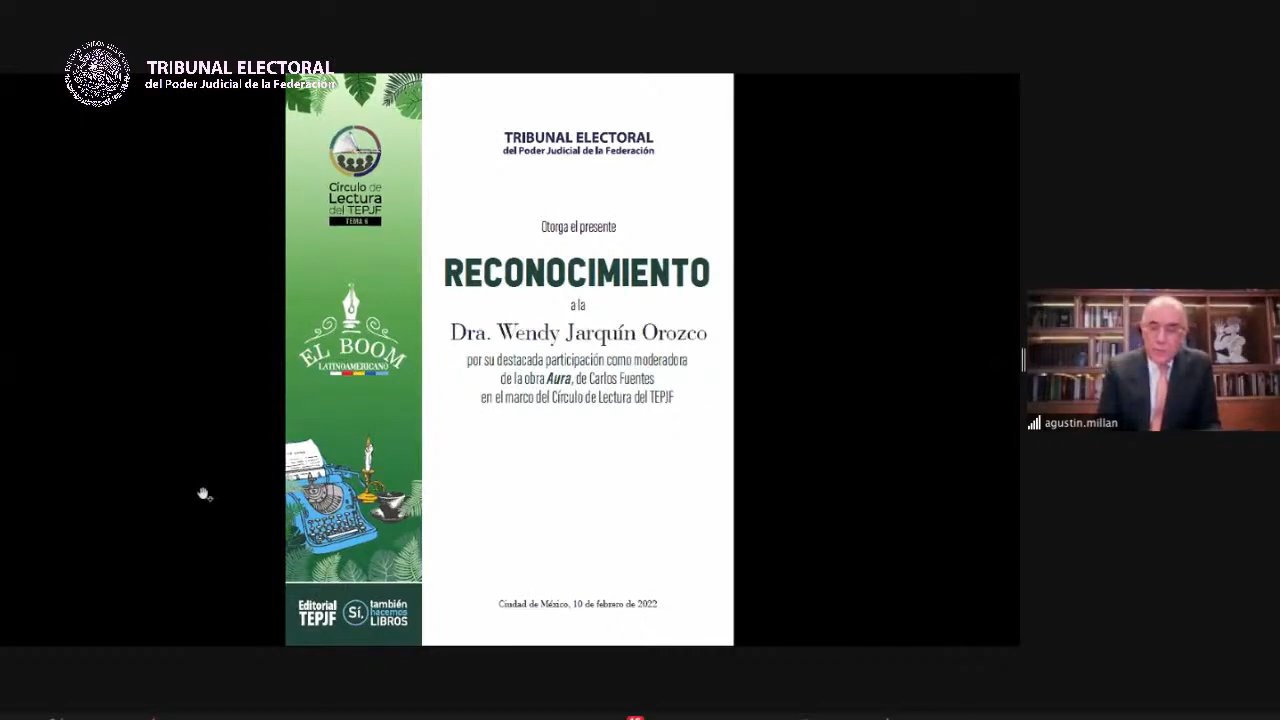 TRIBUNAL ELECTORAL
del Poder Judicial de la Federación
Círculo de
Lectura
del TEPJF
TEMA 6
EL BOOM
LATINOAMERICANO
Editorial
TEPJF
Sí,
también
hacemos
LIBROS
TRIBUNAL ELECTORAL
del Poder Judicial de la Federación
Otorga el presente
RECONOCIMIENTO
a la
Dra. Wendy Jarquín Orozco
por su destacada participación como moderadora
de la obra Aura, de Carlos Fuentes
en el marco del Círculo de Lectura del TEPJF
Ciudad de México, 10 de febrero de 2022
agustin.millan